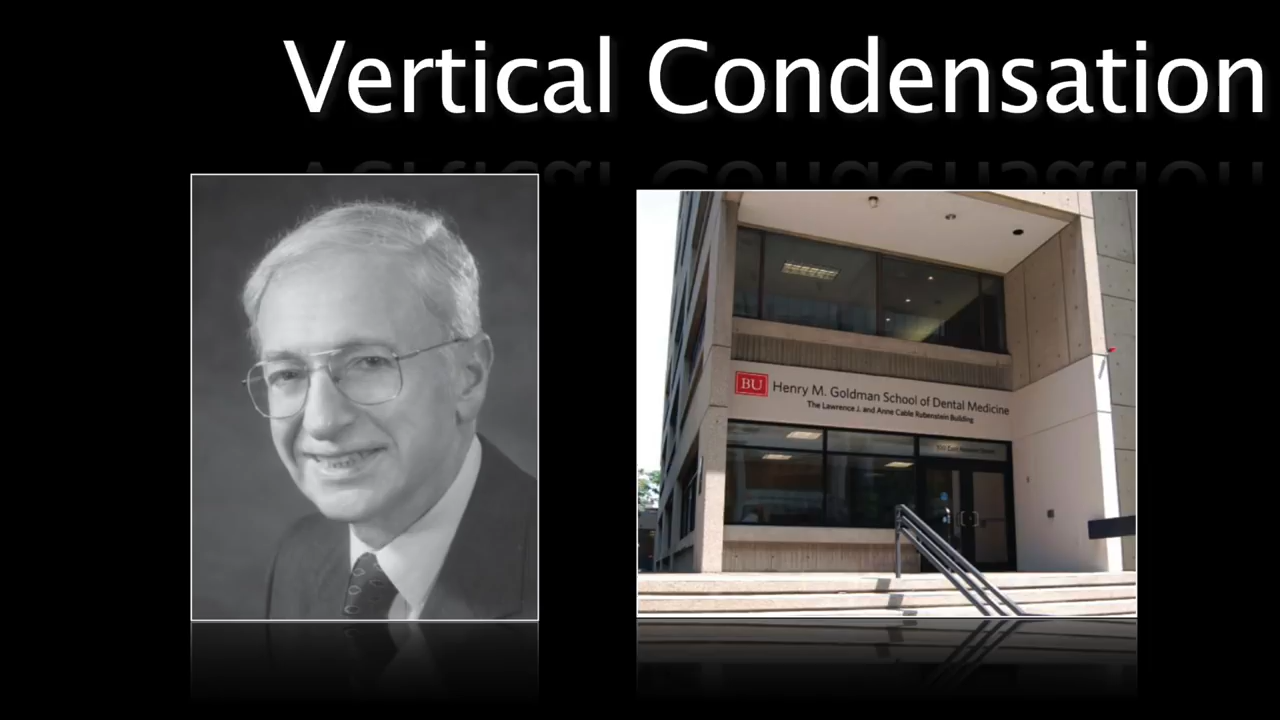 Vertical Condensation
BU Henry M. Goldman School of Dental Medicine
The Lawrence J. and Anne Cable Rubenstein Building